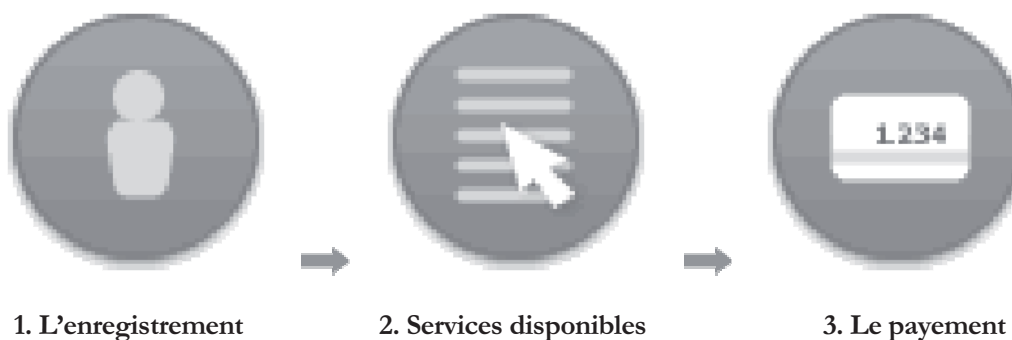 1.234
1. L’enregistrement
2. Services disponibles
3. Le payement